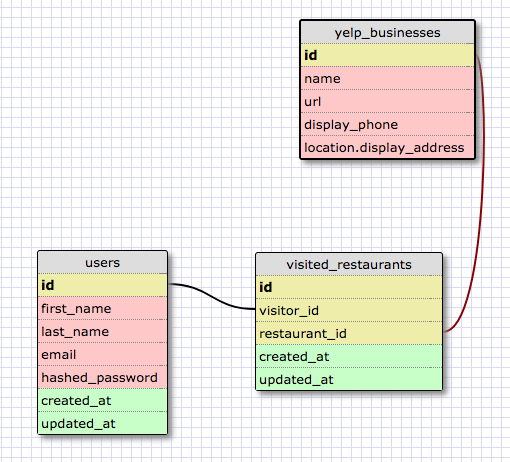 yelp_businesses
id
name
url
display_phone
location.display_address
users
id
first_name
last_name
email
hashed_password
created_at
updated_at
visited_restaurants
id
visitor_id
restaurant_id
created_at
updated_at